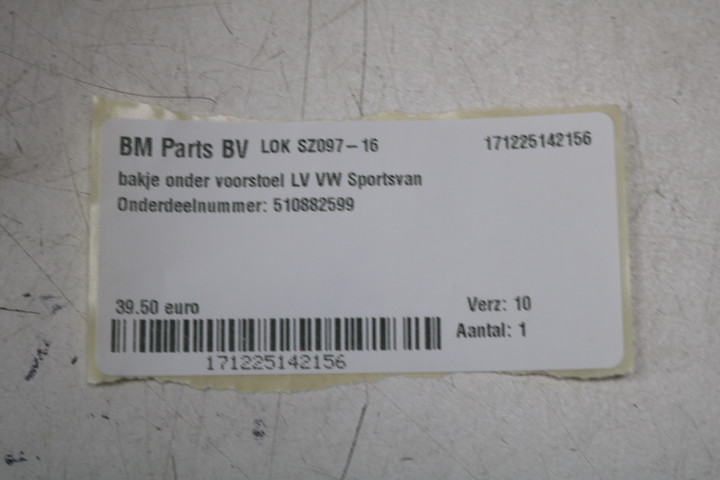 BM Parts BV LOK SZ097-16 171225142156
bakje onder voorstoel LV VW Sportsvan
Onderdeelnummer: 510882599
39.50 euro Verz: 10
Aantal: 1
171225142156